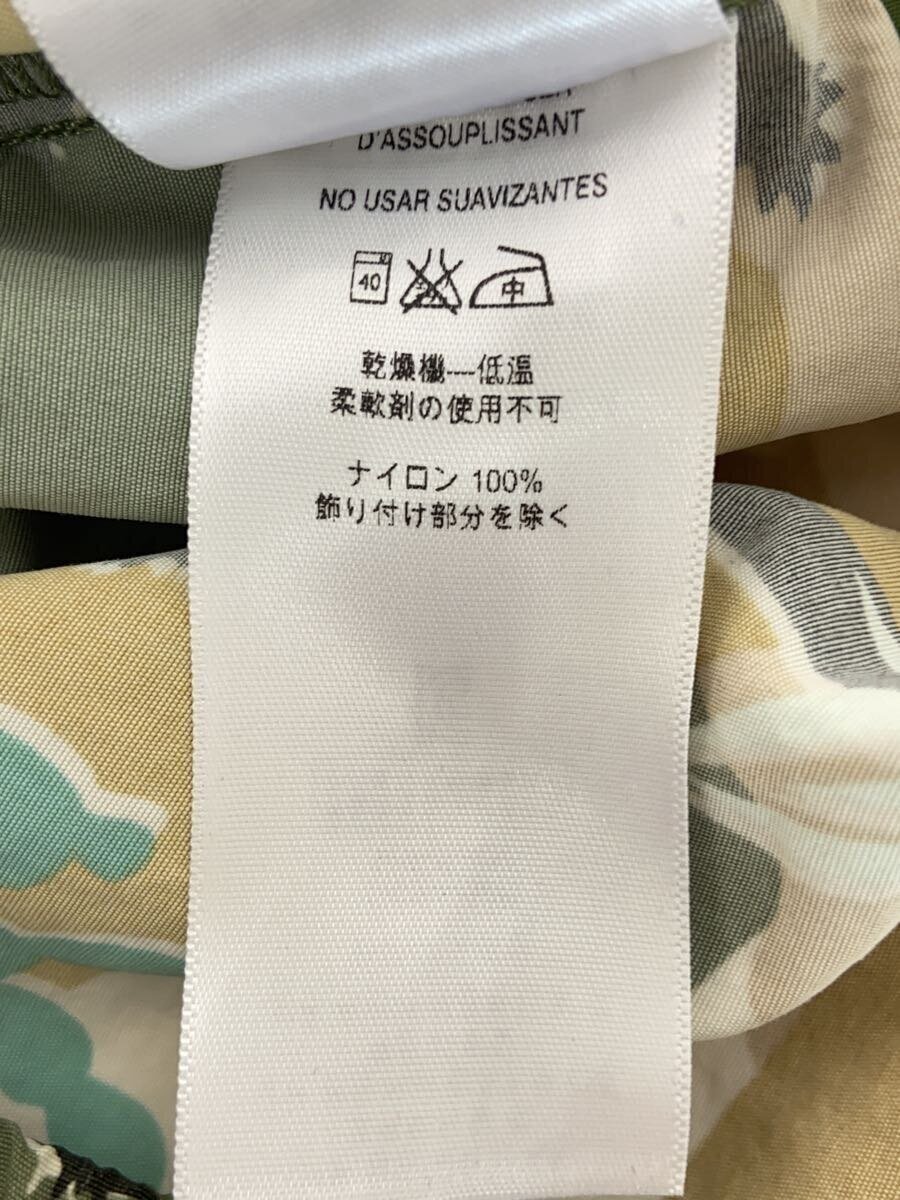 D'ASSOUPLISSANT
NO USAR SUAVIZANTES
40
中
乾燥機---低温
柔軟剤の使用不可
ナイロン 100%
飾り付け部分を除く